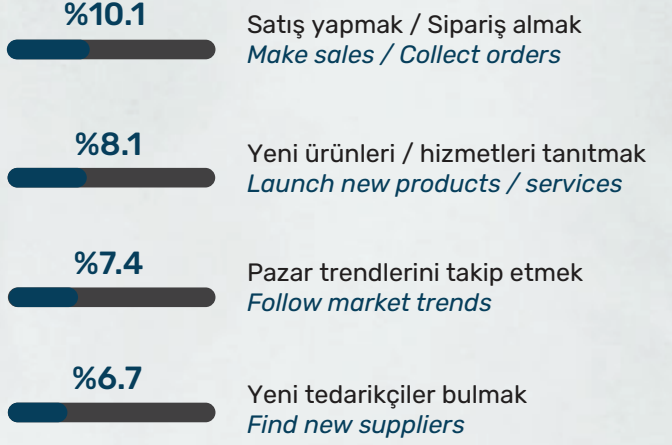 %10.1
Satış yapmak / Sipariş almak
Make sales / Collect orders
%8.1
Yeni ürünleri / hizmetleri tanıtmak
Launch new products / services
%7.4
Pazar trendlerini takip etmek
Follow market trends
%6.7
Yeni tedarikçiler bulmak
Find new suppliers